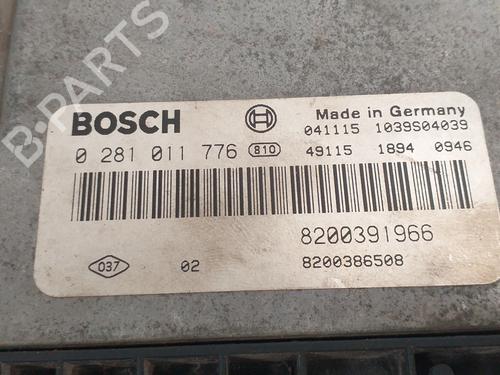 B-PARTS
BOSCH
Made in Germany
041115 1039S04039
0 281 011 776 810 49115 1894 0946
8200391966
037 02 8200386508